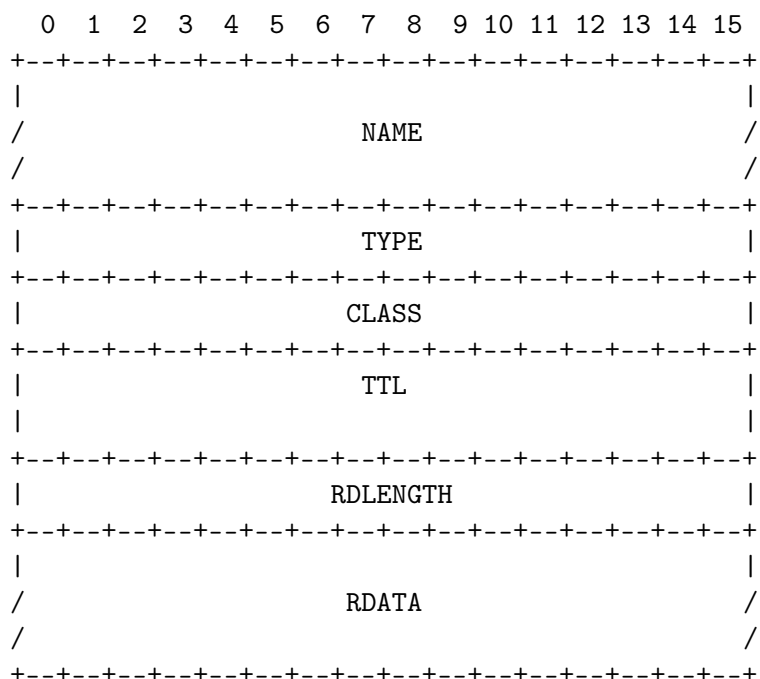 0  1  2  3  4  5  6  7  8  9 10 11 12 13 14 15
+--+--+--+--+--+--+--+--+--+--+--+--+--+--+--+--+
|                                               |
/                      NAME                     /
/                                               /
+--+--+--+--+--+--+--+--+--+--+--+--+--+--+--+--+
|                      TYPE                     |
+--+--+--+--+--+--+--+--+--+--+--+--+--+--+--+--+
|                     CLASS                     |
+--+--+--+--+--+--+--+--+--+--+--+--+--+--+--+--+
|                      TTL                      |
|                                               |
+--+--+--+--+--+--+--+--+--+--+--+--+--+--+--+--+
|                    RDLENGTH                   |
+--+--+--+--+--+--+--+--+--+--+--+--+--+--+--+--+
|                                               |
/                     RDATA                     /
/                                               /
+--+--+--+--+--+--+--+--+--+--+--+--+--+--+--+--+